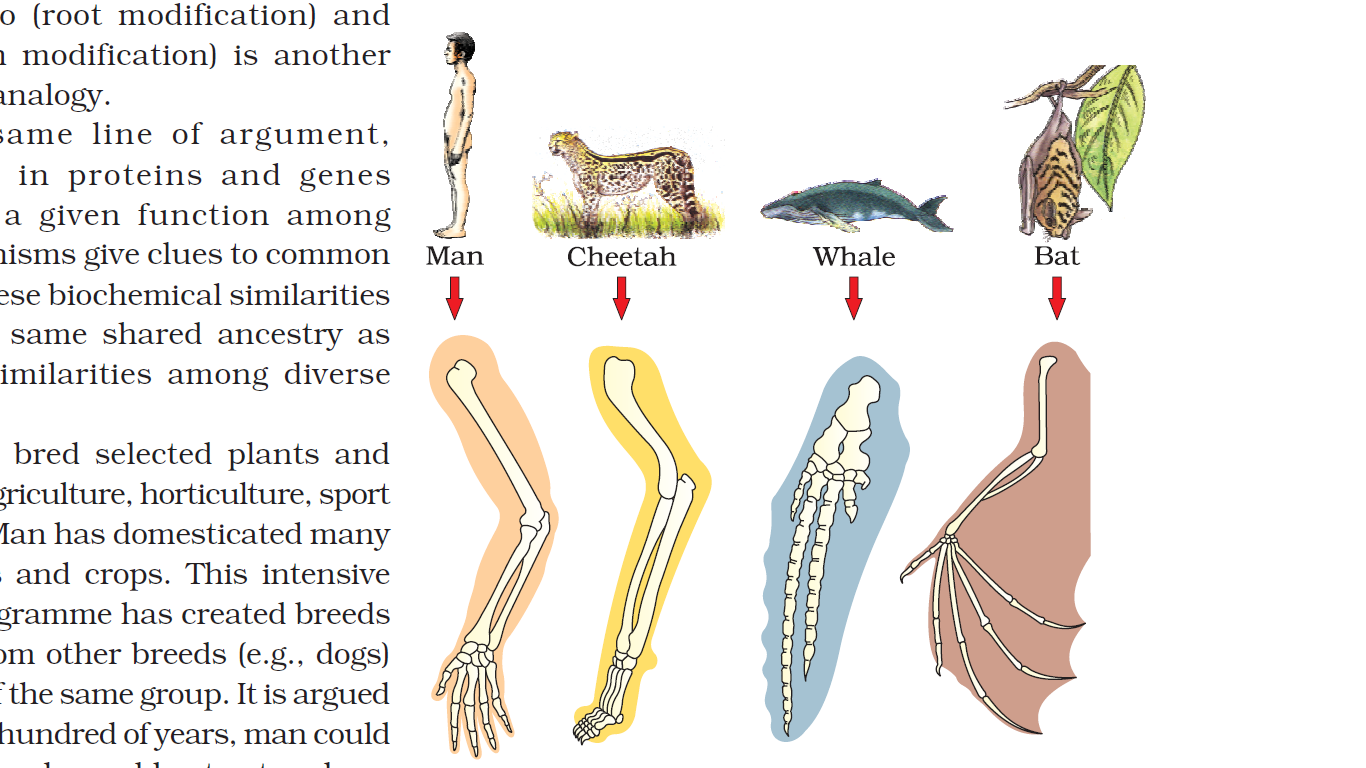 o (root modification) and
modification) is another
analogy.
same line of argument,
in proteins and genes
a given function among
nisms give clues to common
ese biochemical similarities
same shared ancestry as
imilarities among diverse
bred selected plants and
griculture, horticulture, sport
Man has domesticated many
s and crops. This intensive
gramme has created breeds
om other breeds (e.g., dogs)
f the same group. It is argued
hundred of years, man could
Man
Cheetah
Whale
Bat